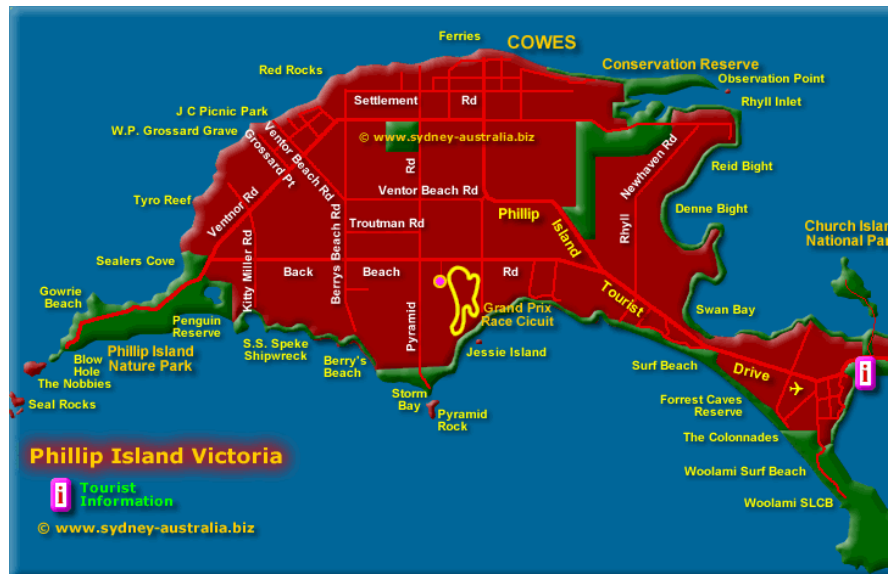 Ferries
COWES
Conservation Reserve
Red Rocks
Observation Point
Settlement Rd
Rhyll Inlet
J C Picnic Park
W.P. Grossard Grave
© www.sydney-australia.biz
Grossard Pt
Ventor Beach Rd
Rd
Newhaven Rd
Reid Bight
Ventor Beach Rd
Tyro Reef
Ventnor Rd
Phillip
Denne Bight
Troutman Rd
Island
Rhyll
Church Islan
National Par
Sealers Cove
Kitty Miller Rd
Back Beach Rd
Berrys Beach Rd
Tourist
Gowrie
Beach
Penguin
Reserve
Pyramid
Grand Prix
Race Cicuit
Swan Bay
S.S. Speke
Shipwreck
Jessie Island
Phillip Island
Nature Park
Blow
Hole
Berry's
Beach
Surf Beach
Drive
i
The Nobbies
Storm
Bay
Forrest Caves
Reserve
Seal Rocks
Pyramid
Rock
The Colonnades
Phillip Island Victoria
Woolami Surf Beach
i
Tourist
Information
Woolami SLCB
© www.sydney-australia.biz